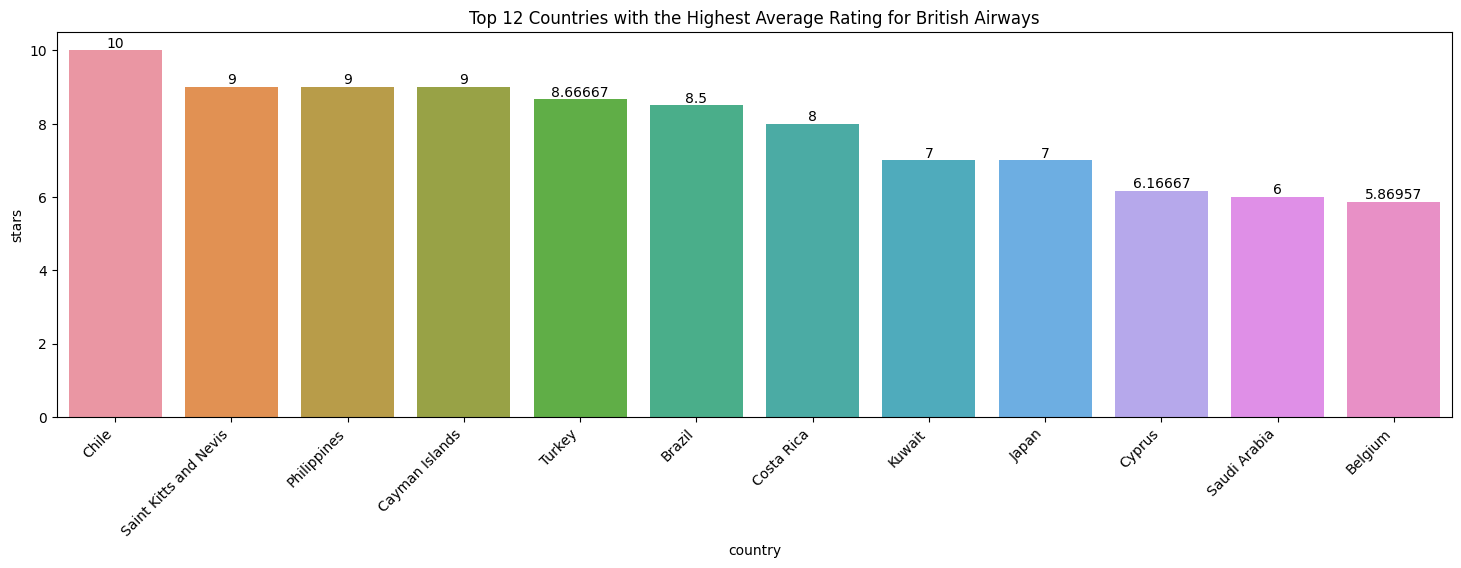 Top 12 Countries with the Highest Average Rating for British Airways
10
9
9
9
8.66667
8.5
8
7
7
6.16667
6
5.86957
10
8
6
4
2
0
stars
Chile
Saint Kitts and Nevis
Philippines
Cayman Islands
Turkey
Brazil
Costa Rica
Kuwait
Japan
Cyprus
Saudi Arabia
Belgium
country